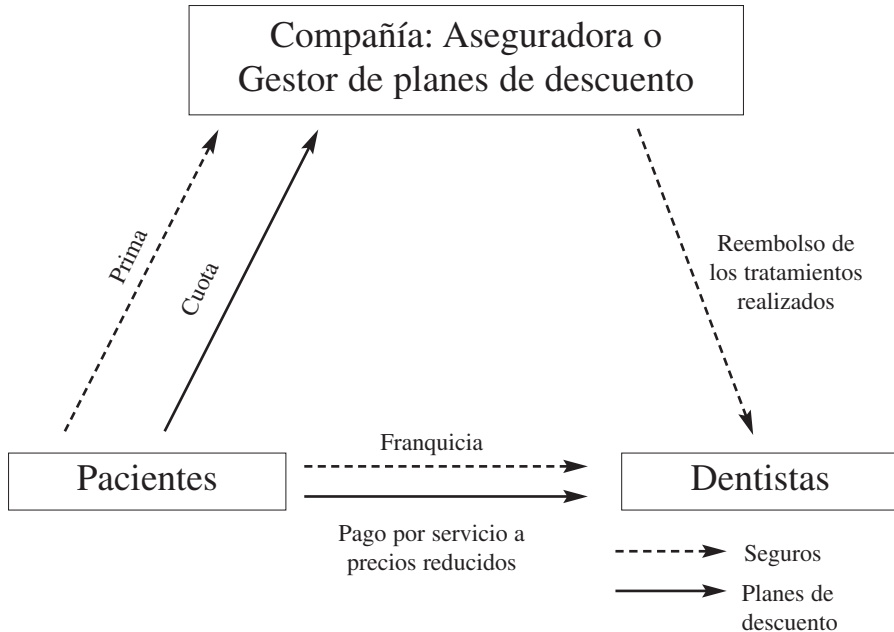 Compañía: Aseguradora o
Gestor de planes de descuento
Prima
Cuota
Reembolso de
los tratamientos
realizados
Pacientes
Franquicia
Pago por servicio a
precios reducidos
Dentistas
Seguros
Planes de
descuento